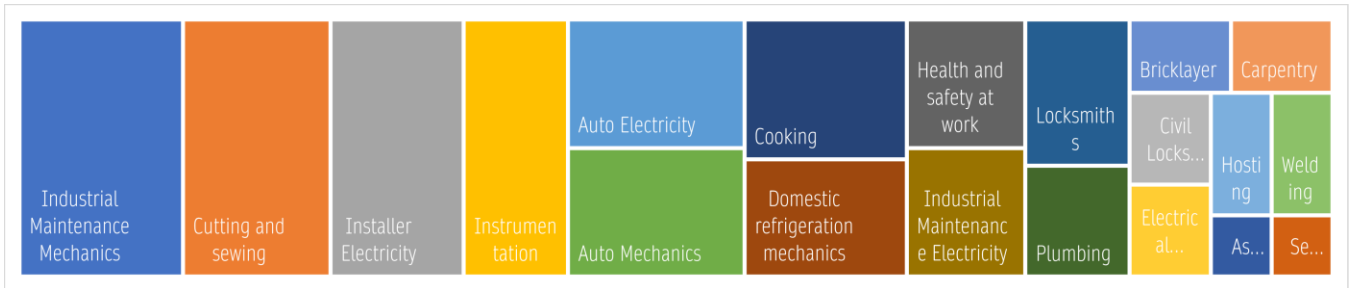 Industrial
Maintenance
Mechanics
Cutting and
sewing
Installer
Electricity
Instrumen
tation
Auto Electricity
Auto Mechanics
Cooking
Domestic
refrigeration
mechanics
Health and
safety at
work
Industrial
Maintenanc
e Electricity
Locksmith
s
Plumbing
Bricklayer
Carpentry
Civil
Locks...
Electric
al...
Hosti
ng
Weld
ing
As...
Se...